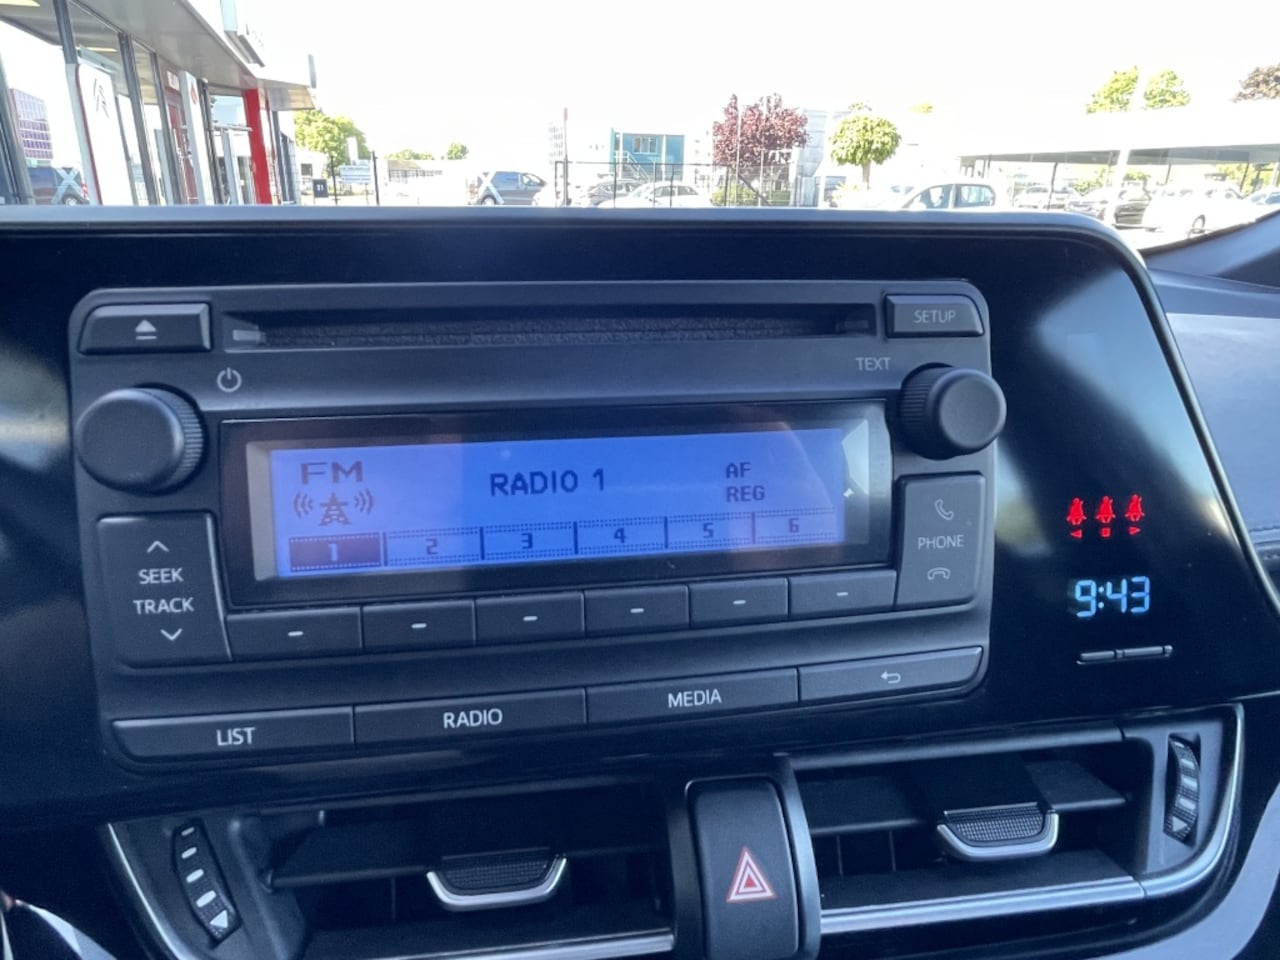 SETUP
TEXT
FM
RADIO 1
AF
REG
1 2 3 4 5 6
SEEK
TRACK
PHONE
9:43
LIST
RADIO
MEDIA